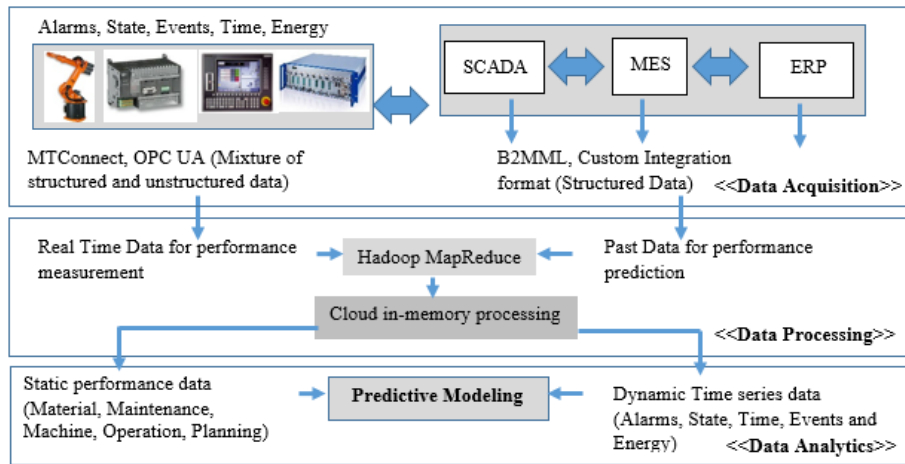 Alarms, State, Events, Time, Energy
SCADA
MES
ERP
MTConnect, OPC UA (Mixture of
structured and unstructured data)
B2MML, Custom Integration
format (Structured Data)
<<Data Acquisition>>
Real Time Data for performance
measurement
Hadoop MapReduce
Past Data for performance
prediction
Cloud in-memory processing
<<Data Processing>>
Static performance data
(Material, Maintenance,
Machine, Operation, Planning)
Predictive Modeling
Dynamic Time series data
(Alarms, State, Time, Events and
Energy)
<<Data Analytics>>